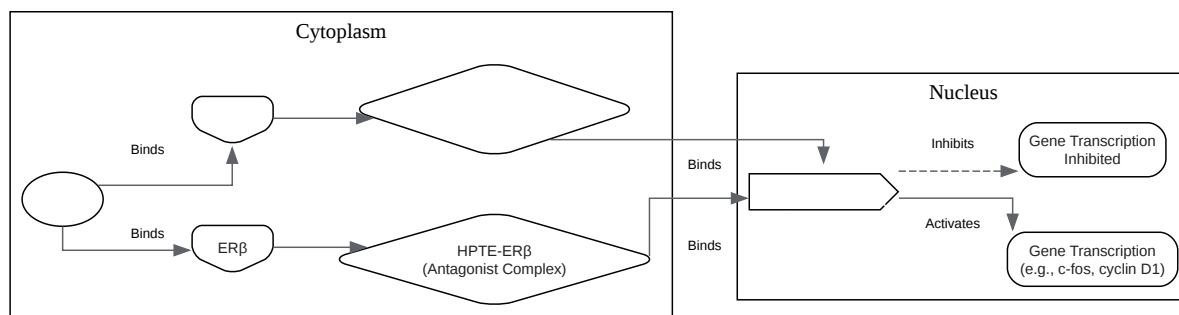 Cytoplasm
Nucleus
Binds
Binds
ERβ
HPTE-ERβ
(Antagonist Complex)
Binds
Binds
Inhibits
Activates
Gene Transcription
Inhibited
Gene Transcription
(e.g., c-fos, cyclin D1)